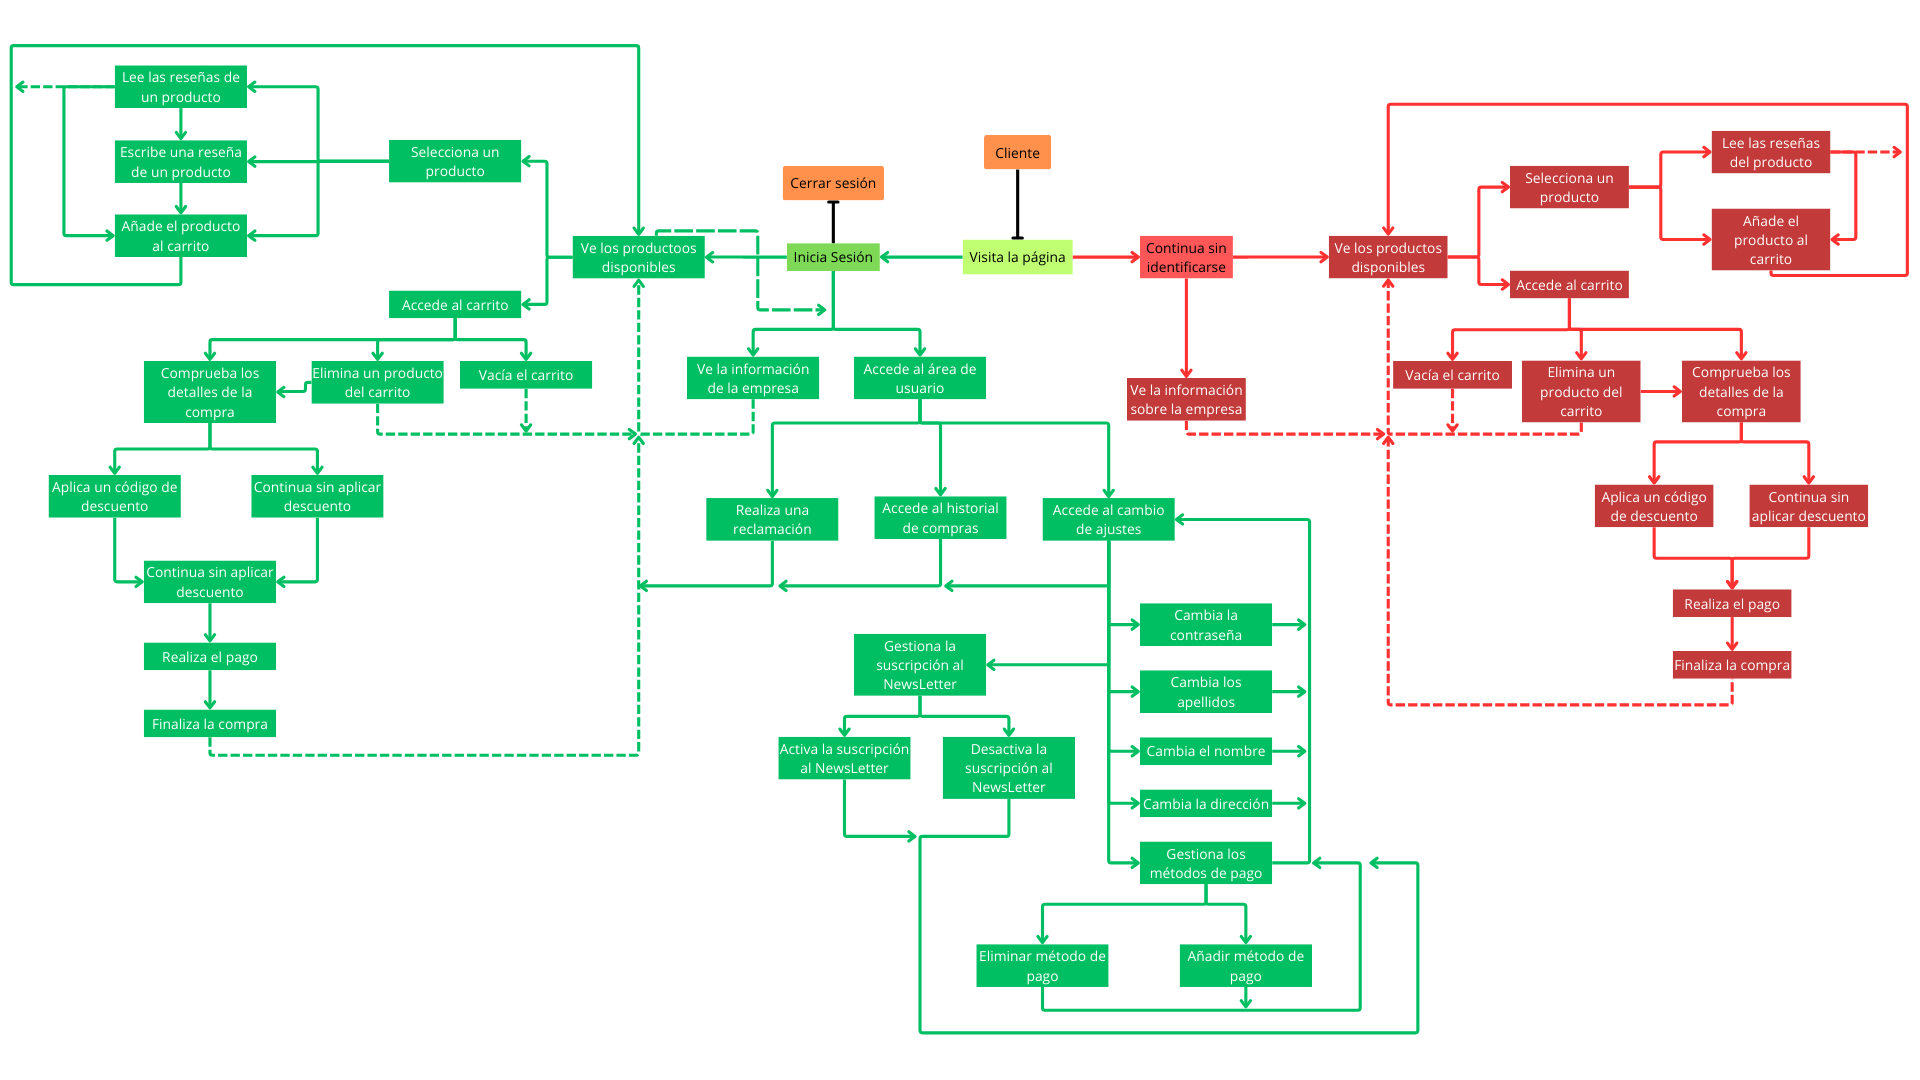 Cliente
Cerrar sesión
Visita la página
Inicia Sesión
Ve los productoos
disponibles
Selecciona un
producto
Lee las reseñas de
un producto
Escribe una reseña
de un producto
Añade el producto
al carrito
Accede al carrito
Comprueba los
detalles de la
compra
Elimina un producto
del carrito
Vacía el carrito
Aplica un código de
descuento
Continua sin aplicar
descuento
Continua sin aplicar
descuento
Realiza el pago
Finaliza la compra
Ve la información
de la empresa
Accede al área de
usuario
Realiza una
reclamación
Accede al historial
de compras
Accede al cambio
de ajustes
Cambia la
contraseña
Cambia los
apellidos
Cambia el nombre
Cambia la dirección
Gestiona los
métodos de pago
Eliminar método de
pago
Añadir método de
pago
Gestiona la
suscripción al
NewsLetter
Activa la suscripción
al NewsLetter
Desactiva la
suscripción al
NewsLetter
Continua sin
identificarse
Ve la información
sobre la empresa
Ve los productos
disponibles
Selecciona un
producto
Lee las reseñas
del producto
Añade el
producto al
carrito
Accede al carrito
Vacía el carrito
Elimina un
producto del
carrito
Comprueba los
detalles de la
compra
Aplica un código
de descuento
Continua sin
aplicar descuento
Realiza el pago
Finaliza la compra